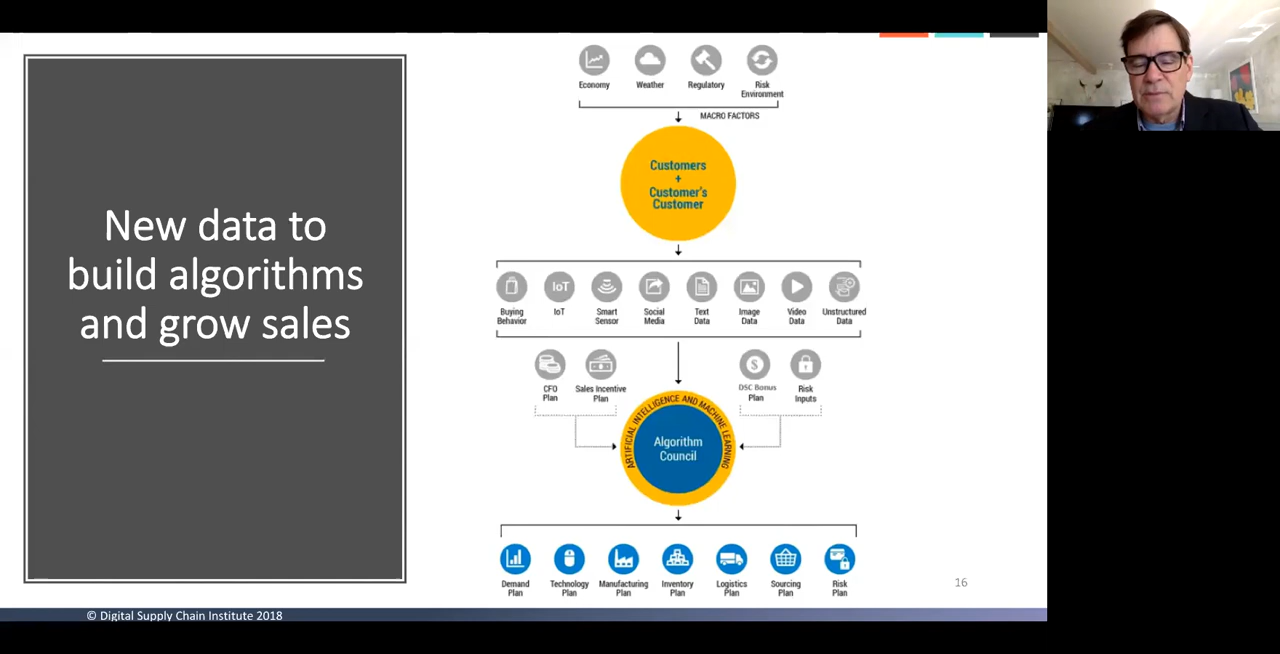 New data to
build algorithms
and grow sales
Economy
Weather
Regulatory
Risk
Environment
MACRO FACTORS
Customers
+
Customer's
Customer
Buying
Behavior
IoT
IoT
Smart
Sensor
Social
Media
Text
Data
Image
Data
Video
Data
Unstructured
Data
CFO
Plan
Sales Incentive
Plan
$
DSC Bonus
Plan
Risk
Inputs
ARTIFICIAL INTELLIGENCE AND MACHINE LEARNING
Algorithm
Council
Demand
Plan
Technology
Plan
Manufacturing
Plan
Inventory
Plan
Logistics
Plan
Sourcing
Plan
Risk
Plan
16
© Digital Supply Chain Institute 2018